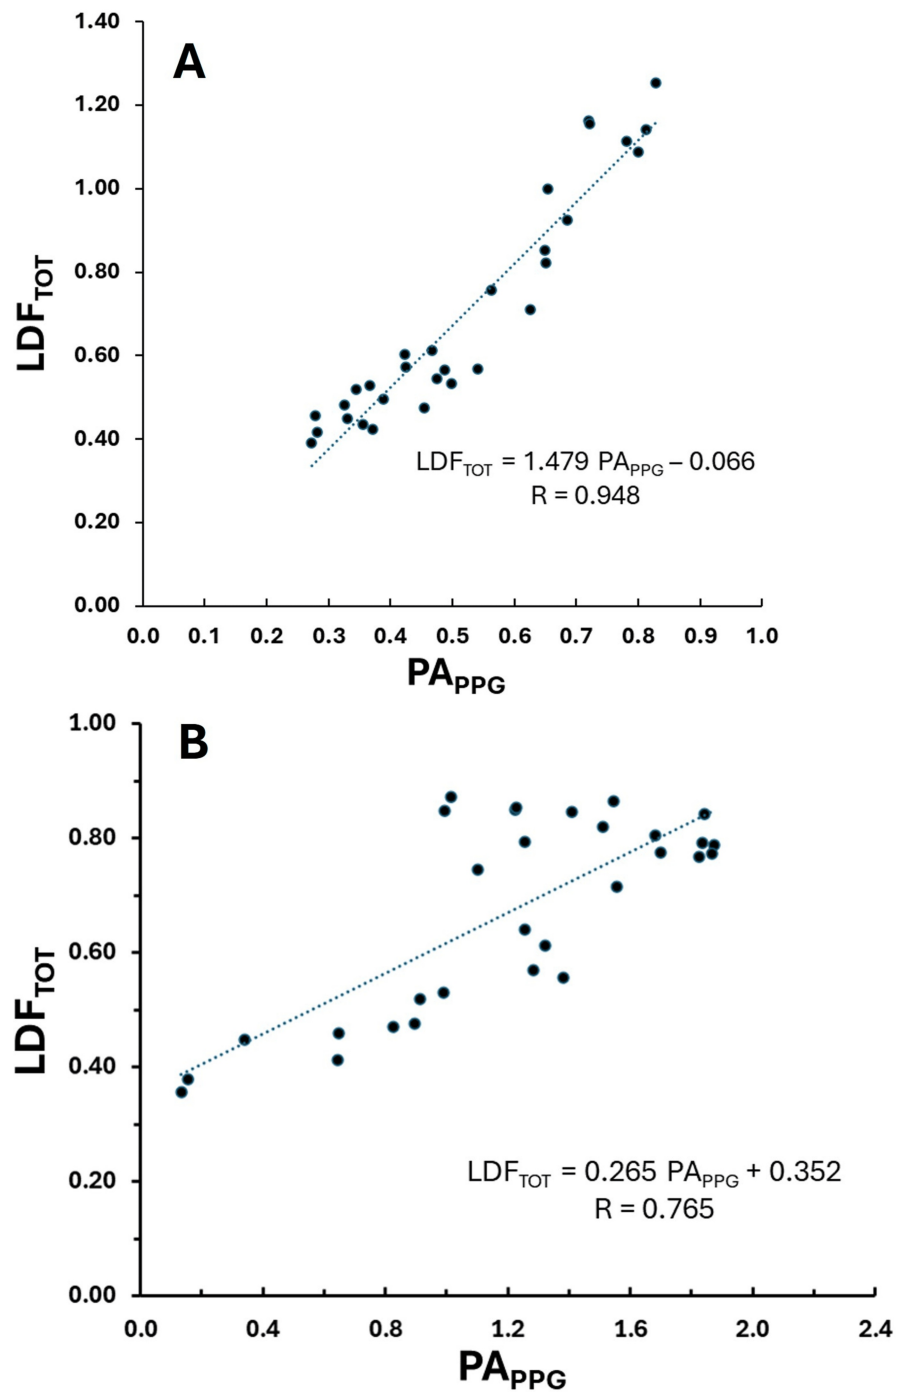 A
1.40
1.20
1.00
0.80
0.60
0.40
0.20
0.00
LDFTOT
LDFTOT = 1.479 PAPPG – 0.066
R = 0.948
0.0 0.1 0.2 0.3 0.4 0.5 0.6 0.7 0.8 0.9 1.0
PAPPG
B
1.00
0.80
0.60
0.40
0.20
0.00
LDFTOT
LDFTOT = 0.265 PAPPG + 0.352
R = 0.765
0.0 0.4 0.8 1.2 1.6 2.0 2.4
PAPPG